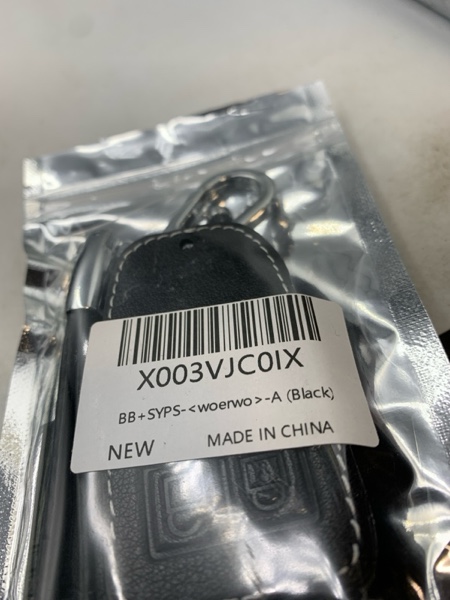 X003VJC0IX
BB+SYPS-<woerwo>-A (Black)
NEW MADE IN CHINA